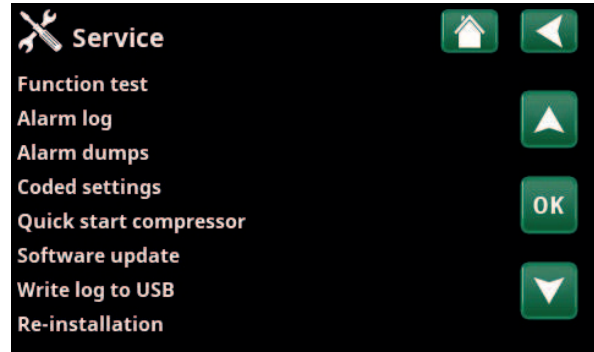 Service
Function test
Alarm log
Alarm dumps
Coded settings
Quick start compressor
OK
Software update
Write log to USB
Re-installation